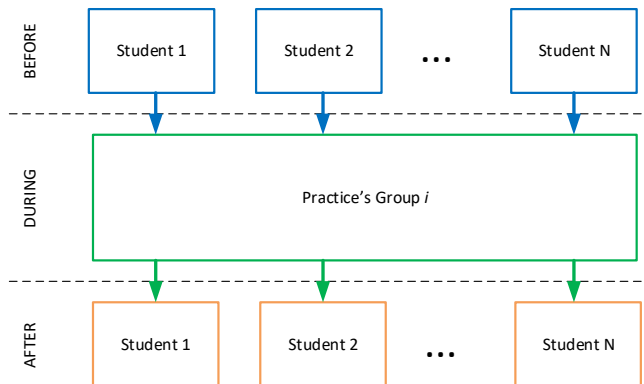 BEFORE
Student 1
Student 2
...
Student N
DURING
Practice's Group i
AFTER
Student 1
Student 2
...
Student N